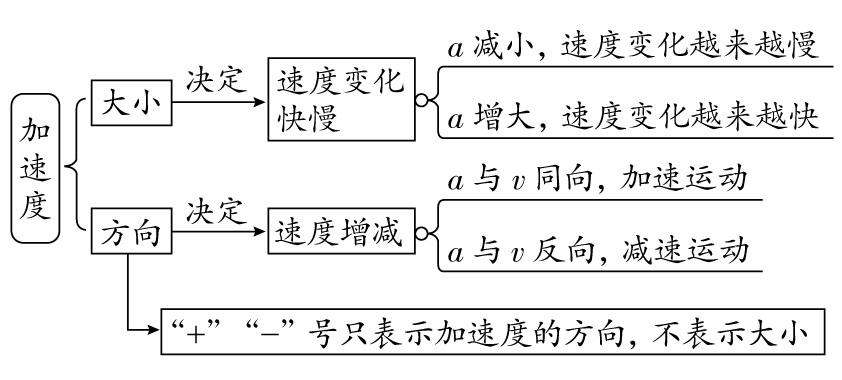 加速度
大小
决定
速度变化
快慢
a 减小，速度变化越来越慢
a 增大，速度变化越来越快
方向
决定
速度增减
a 与 v 同向，加速运动
a 与 v 反向，减速运动
“+”“−”号只表示加速度的方向，不表示大小